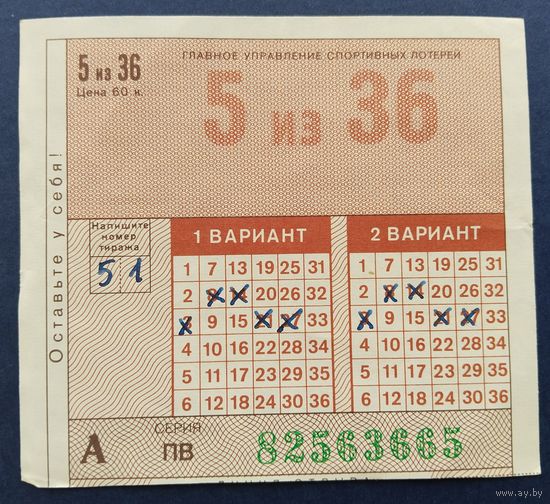 5 из 36
Цена 60 к.
ГЛАВНОЕ УПРАВЛЕНИЕ СПОРТИВНЫХ ЛОТЕРЕЙ
5 из 36
Оставьте у себя!
Напишите
номер
тиража
5 1
1 ВАРИАНТ
1 7 13 19 25 31
2 8 14 20 26 32
3 9 15 21 27 33
4 10 16 22 28 34
5 11 17 23 29 35
6 12 18 24 30 36
2 ВАРИАНТ
1 7 13 19 25 31
2 8 14 20 26 32
3 9 15 21 27 33
4 10 16 22 28 34
5 11 17 23 29 35
6 12 18 24 30 36
А
СЕРИЯ
ПВ
82563665
www.ay.by